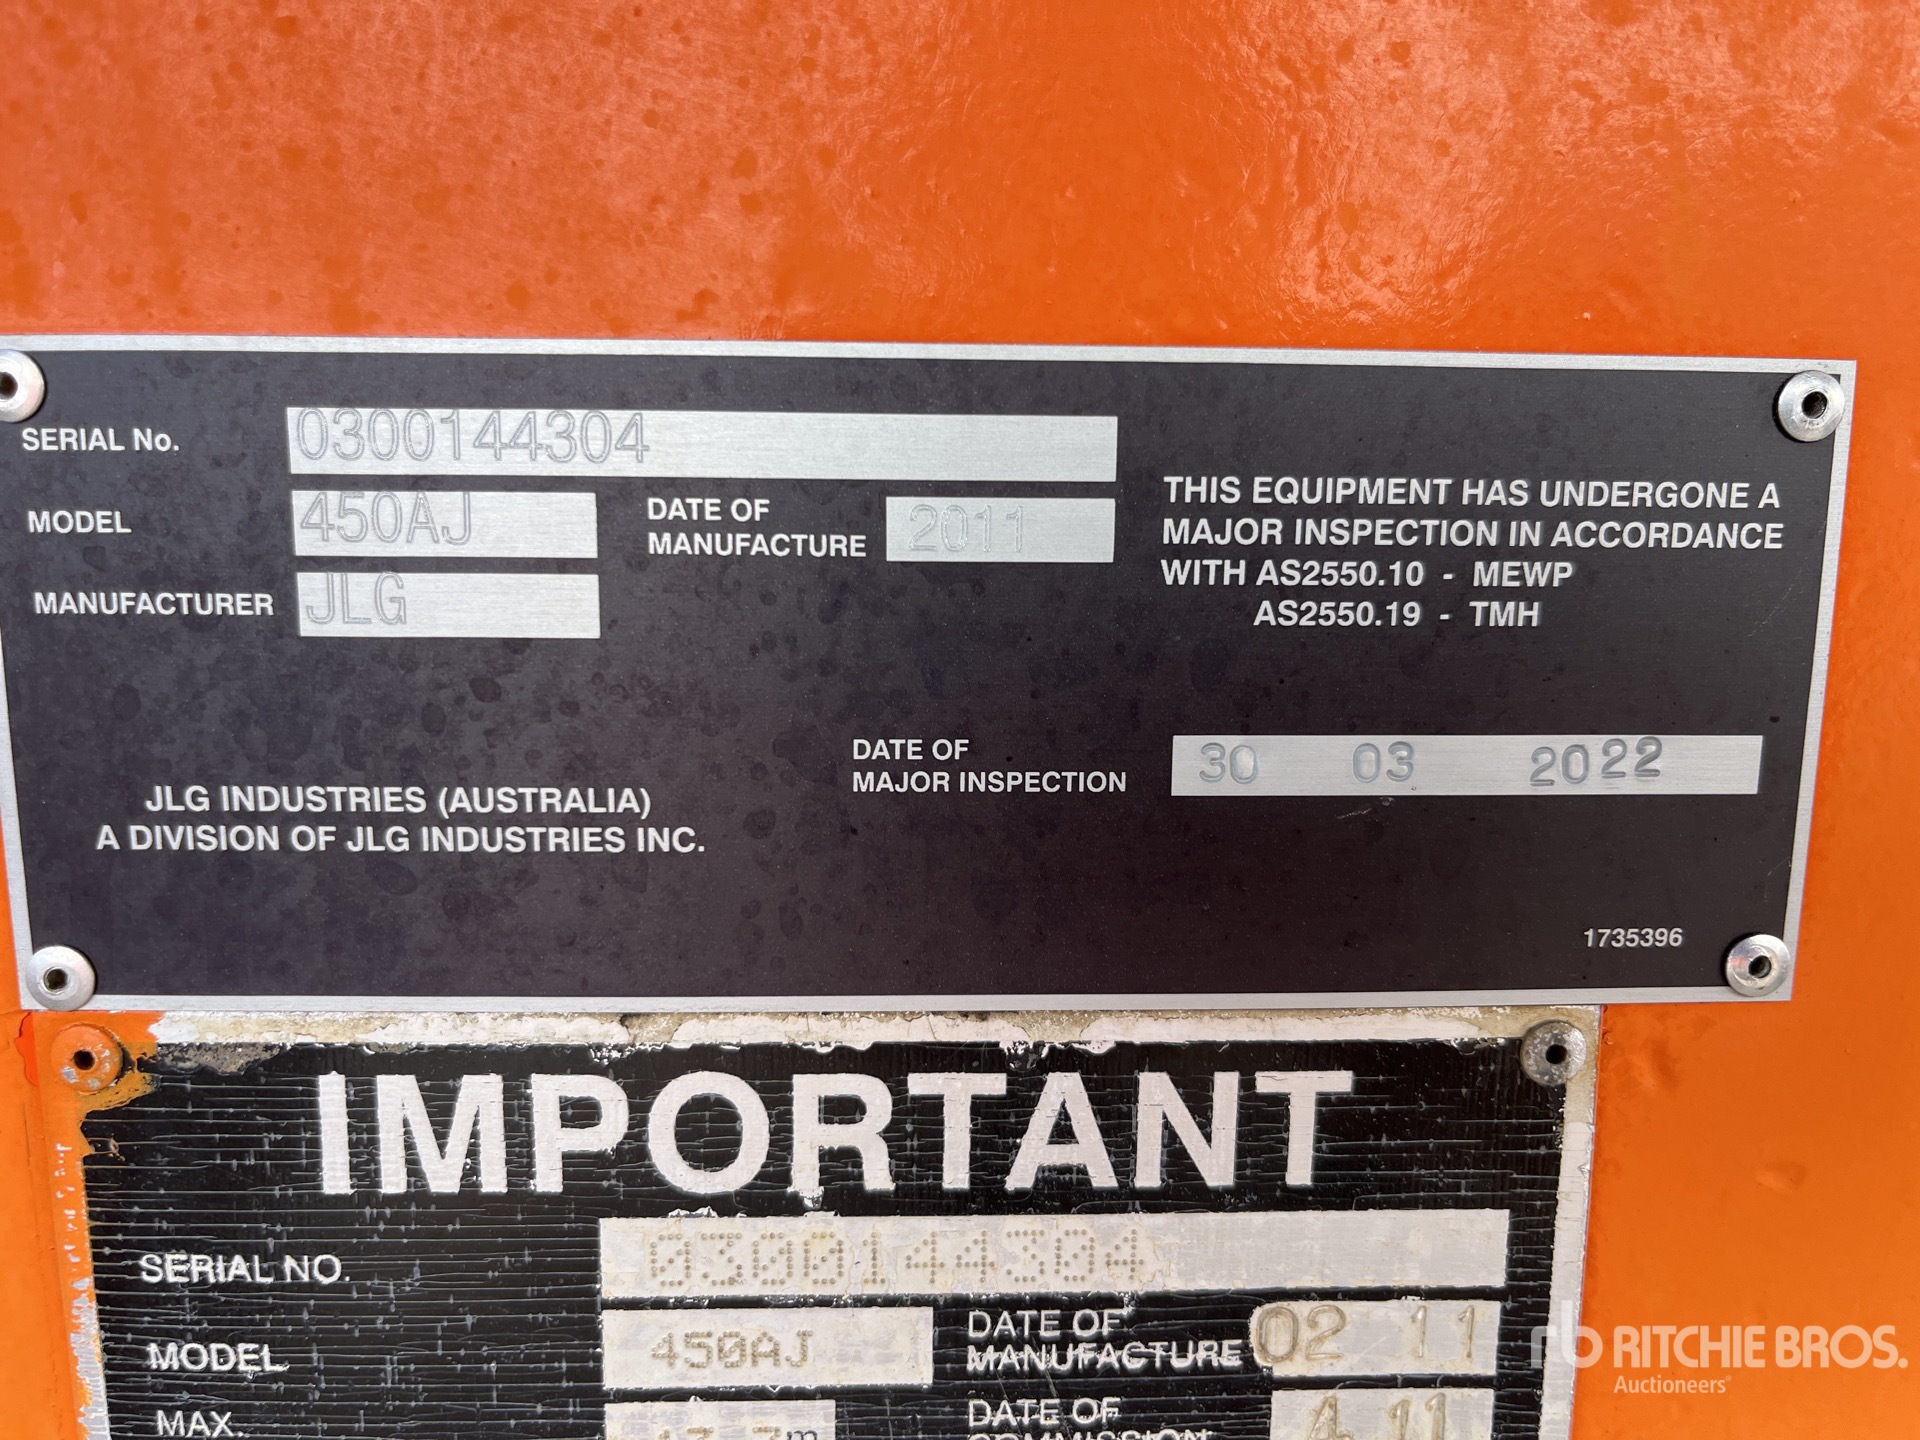 SERIAL No. 0300144304
MODEL 450AJ DATE OF MANUFACTURE 2011
MANUFACTURER JLG
THIS EQUIPMENT HAS UNDERGONE A
MAJOR INSPECTION IN ACCORDANCE
WITH AS2550.10 - MEWP
AS2550.19 - TMH
DATE OF
MAJOR INSPECTION 30 03 2022
JLG INDUSTRIES (AUSTRALIA)
A DIVISION OF JLG INDUSTRIES INC.
1735396
IMPORTANT
SERIAL NO. 0300144304
MODEL 450AJ DATE OF MANUFACTURE 02 11
MAX. DATE OF 4 11
rb RITCHIE BROS.
Auctioneers